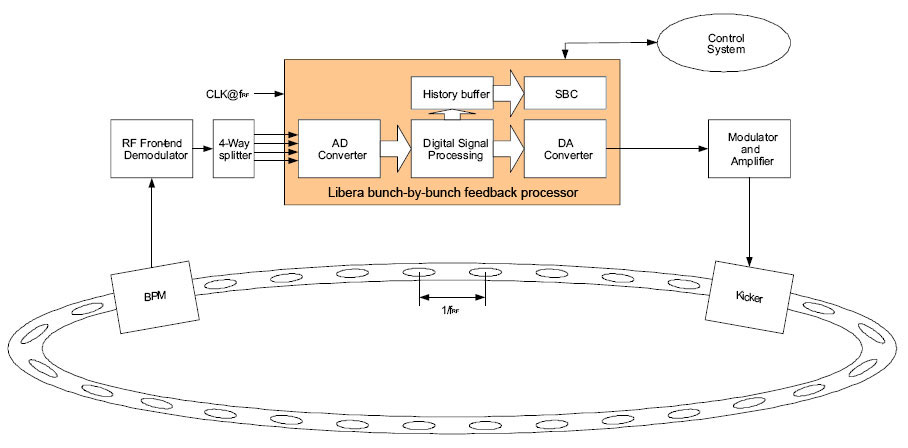 Control
System
CLK@fRF
History buffer
SBC
RF Front-end
Demodulator
4-Way
splitter
AD
Converter
Digital Signal
Processing
DA
Converter
Modulator
and
Amplifier
Libera bunch-by-bunch feedback processor
BPM
Kicker
1/fRF